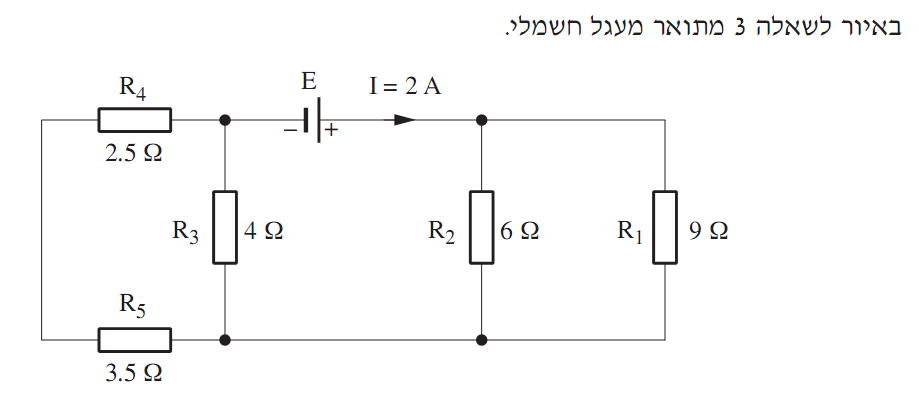 באיור לשאלה 3 מתואר מעגל חשמלי.
R4
E
I = 2 A
− +
2.5 Ω
R3
4 Ω
R2
6 Ω
R1
9 Ω
R5
3.5 Ω